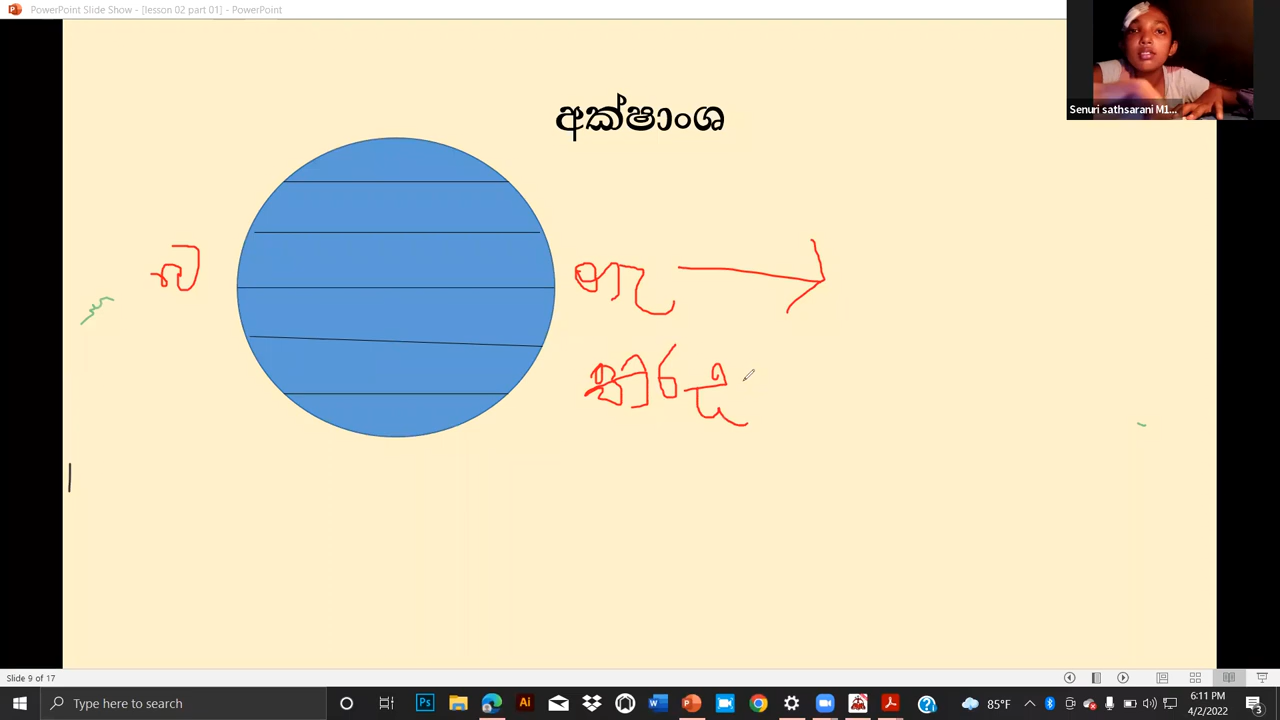 PowerPoint Slide Show - [lesson 02 part 01] - PowerPoint
Senuri sathsarani M1...
අක්ෂාංශ
බ
නැ
Slide 9 of 17
Type here to search
85°F
6:11 PM
4/2/2022
3